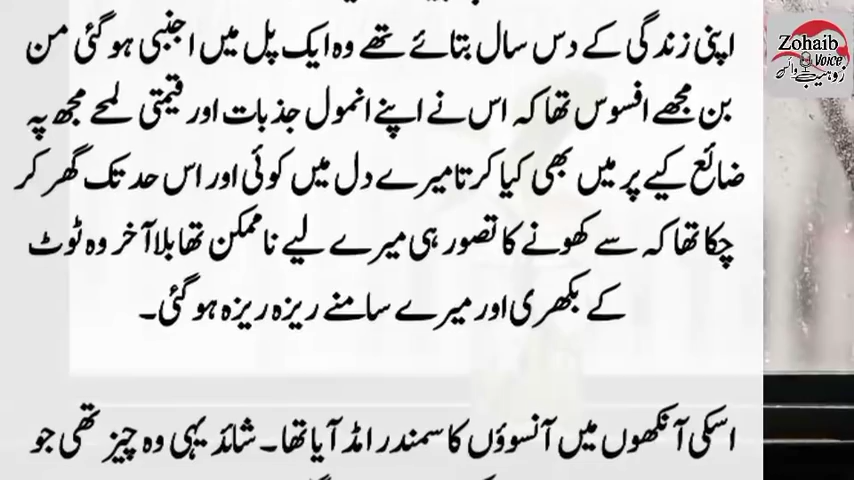 Zohaib
Voice
زوہیب وائس
اپنی زندگی کے دس سال بتائے تھے وہ ایک پل میں اجنبی ہو گئی من
بن مجھے افسوس تھا کہ اس نے اپنے انمول جذبات اور قیمتی لمحے مجھ پہ
ضائع کیے پر میں بھی کیا کرتا میرے دل میں کوئی اور اس حد تک گھر کر
چکا تھا کہ سے کھونے کا تصور ہی میرے لیے ناممکن تھا بلاآخر وہ ٹوٹ
کے بکھری اور میرے سامنے ریزہ ریزہ ہو گئی۔
اسکی آنکھوں میں آنسوؤں کا سمندر امڈ آیا تھا۔ شائد یہی وہ چیز تھی جو